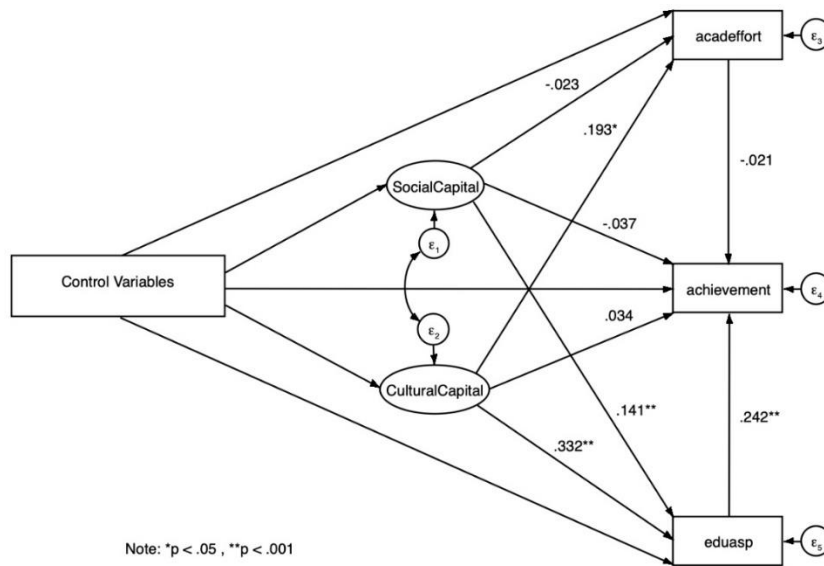 acadeffort
ε3
-.023
.193*
-.021
SocialCapital
-.037
ε1
Control Variables
achievement
ε4
ε2
.034
CulturalCapital
.141**
.242**
.332**
eduasp
ε5
Note: *p < .05 , **p < .001